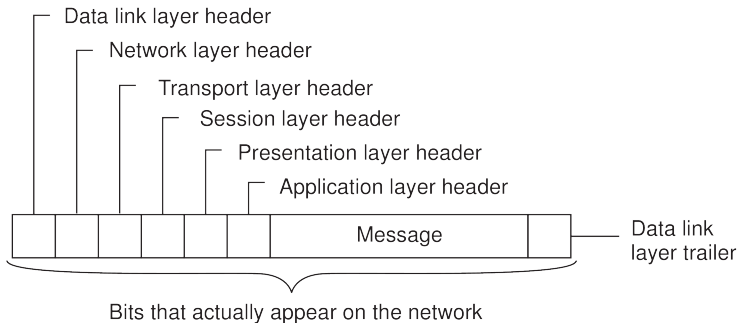 Data link layer header
Network layer header
Transport layer header
Session layer header
Presentation layer header
Application layer header
Message
Data link
layer trailer
Bits that actually appear on the network